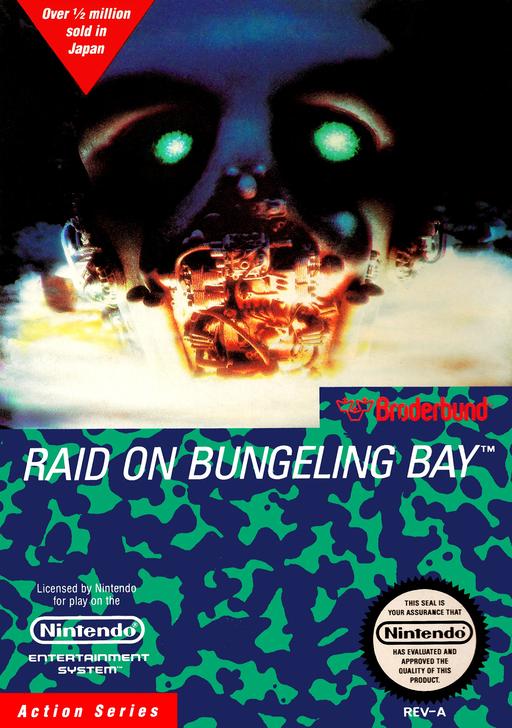 Over ½ million
sold in
Japan
Brøderbund
RAID ON BUNGELING BAY™
Licensed by Nintendo
for play on the
Nintendo®
ENTERTAINMENT
SYSTEM™
THIS SEAL IS
YOUR ASSURANCE THAT
Nintendo®
HAS EVALUATED AND
APPROVED THE
QUALITY OF THIS
PRODUCT.
Action Series
REV-A